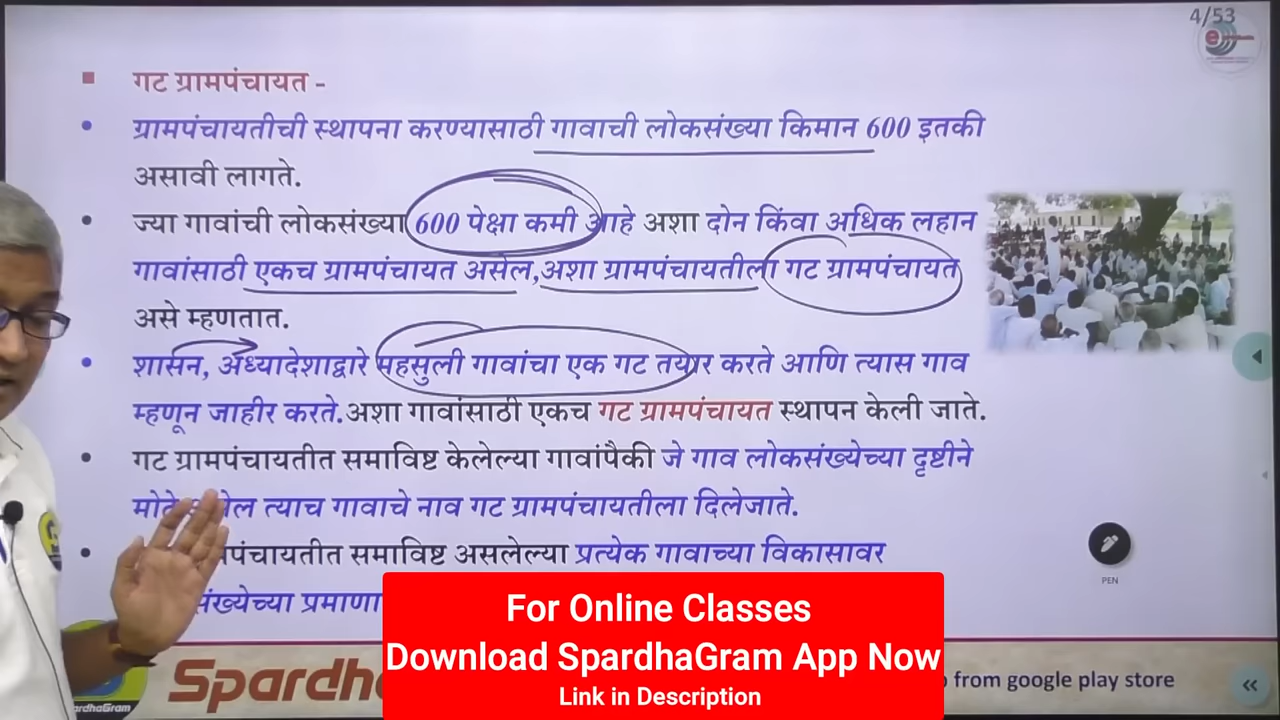 4/53
गट ग्रामपंचायत -
ग्रामपंचायतीची स्थापना करण्यासाठी गावाची लोकसंख्या किमान 600 इतकी
असावी लागते.
ज्या गावांची लोकसंख्या 600 पेक्षा कमी आहे अशा दोन किंवा अधिक लहान
गावांसाठी एकच ग्रामपंचायत असेल,अशा ग्रामपंचायतीला गट ग्रामपंचायत
असे म्हणतात.
शासन, अध्यादेशाद्वारे महसुली गावांचा एक गट तयार करते आणि त्यास गाव
म्हणून जाहीर करते.अशा गावांसाठी एकच गट ग्रामपंचायत स्थापन केली जाते.
गट ग्रामपंचायतीत समाविष्ट केलेल्या गावांपैकी जे गाव लोकसंख्येच्या दृष्टीने
त्याच गावाचे नाव गट ग्रामपंचायतीला दिलेजाते.
समाविष्ट असलेल्या प्रत्येक गावाच्या विकासावर
PEN
For Online Classes
Download SpardhaGram App Now
Link in Description
from google play store